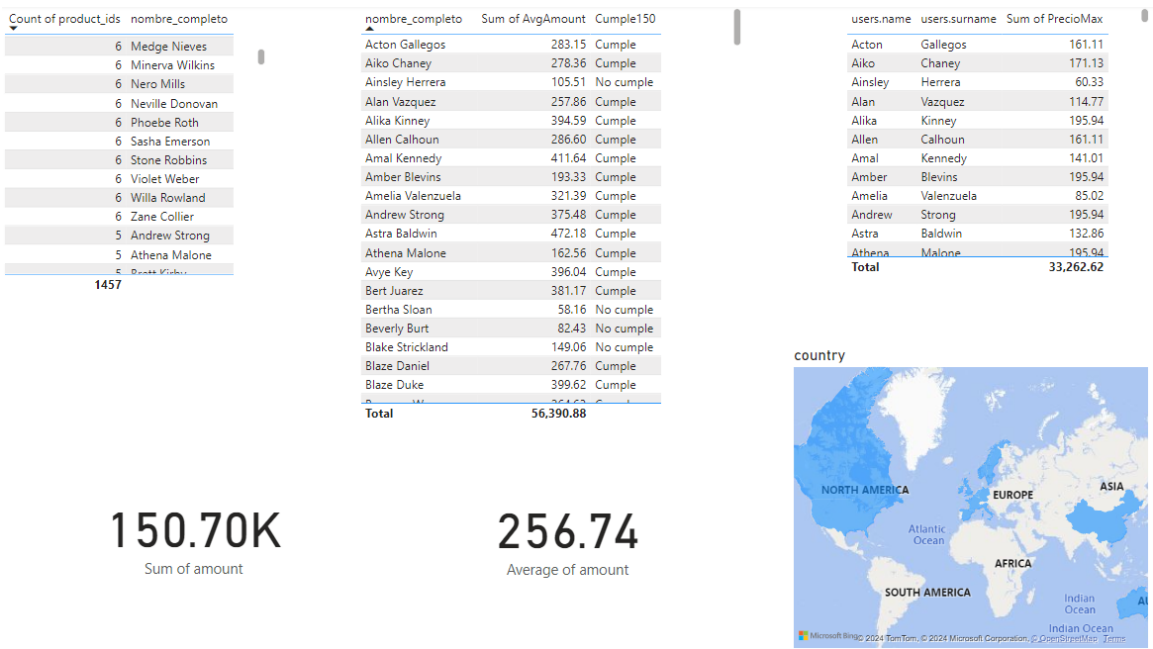 Count of product_ids nombre_completo
6 Medge Nieves
6 Minerva Wilkins
6 Nero Mills
6 Neville Donovan
6 Phoebe Roth
6 Sasha Emerson
6 Stone Robbins
6 Violet Weber
6 Willa Rowland
6 Zane Collier
5 Andrew Strong
5 Athena Malone
5 Brett Kirby
1457
nombre_completo Sum of AvgAmount Cumple150
Acton Gallegos 283.15 Cumple
Aiko Chaney 278.36 Cumple
Ainsley Herrera 105.51 No cumple
Alan Vazquez 257.86 Cumple
Alika Kinney 394.59 Cumple
Allen Calhoun 286.60 Cumple
Amal Kennedy 411.64 Cumple
Amber Blevins 193.33 Cumple
Amelia Valenzuela 321.39 Cumple
Andrew Strong 375.48 Cumple
Astra Baldwin 472.18 Cumple
Athena Malone 162.56 Cumple
Avye Key 396.04 Cumple
Bert Juarez 381.17 Cumple
Bertha Sloan 58.16 No cumple
Beverly Burt 82.43 No cumple
Blake Strickland 149.06 No cumple
Blaze Daniel 267.76 Cumple
Blaze Duke 399.62 Cumple
Total 56,390.88
users.name users.surname Sum of PrecioMax
Acton Gallegos 161.11
Aiko Chaney 171.13
Ainsley Herrera 60.33
Alan Vazquez 114.77
Alika Kinney 195.94
Allen Calhoun 161.11
Amal Kennedy 141.01
Amber Blevins 195.94
Amelia Valenzuela 85.02
Andrew Strong 195.94
Astra Baldwin 132.86
Athena Malone 195.94
Total 33,262.62
150.70K
Sum of amount
256.74
Average of amount
country
NORTH AMERICA
EUROPE
ASIA
Atlantic
Ocean
AFRICA
SOUTH AMERICA
Indian
Ocean
AU
Indian Ocean
Microsoft Bing
© 2024 TomTom, © 2024 Microsoft Corporation, © OpenStreetMap Terms